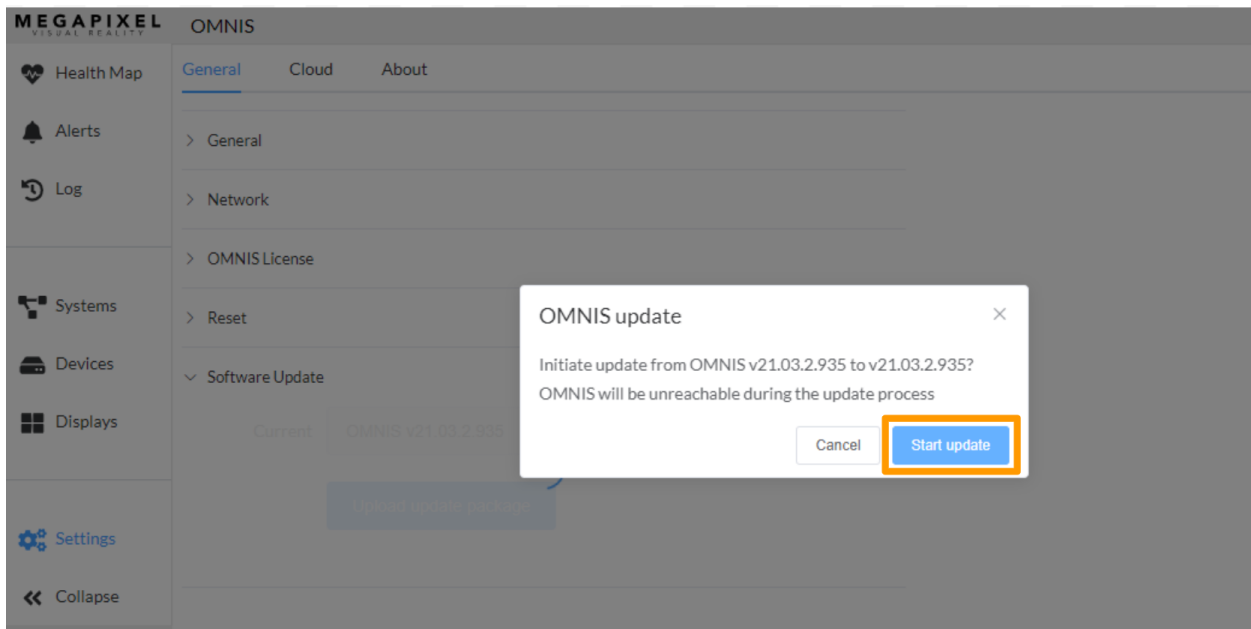 MEGAPIXEL
VISUAL REALITY
OMNIS
Health Map
Alerts
Log
Systems
Devices
Displays
Settings
Collapse
General
Cloud
About
General
Network
OMNIS License
Reset
Software Update
Current
OMNIS v21.03.2.935
Upload update package
OMNIS update
Initiate update from OMNIS v21.03.2.935 to v21.03.2.935?
OMNIS will be unreachable during the update process
Cancel
Start update